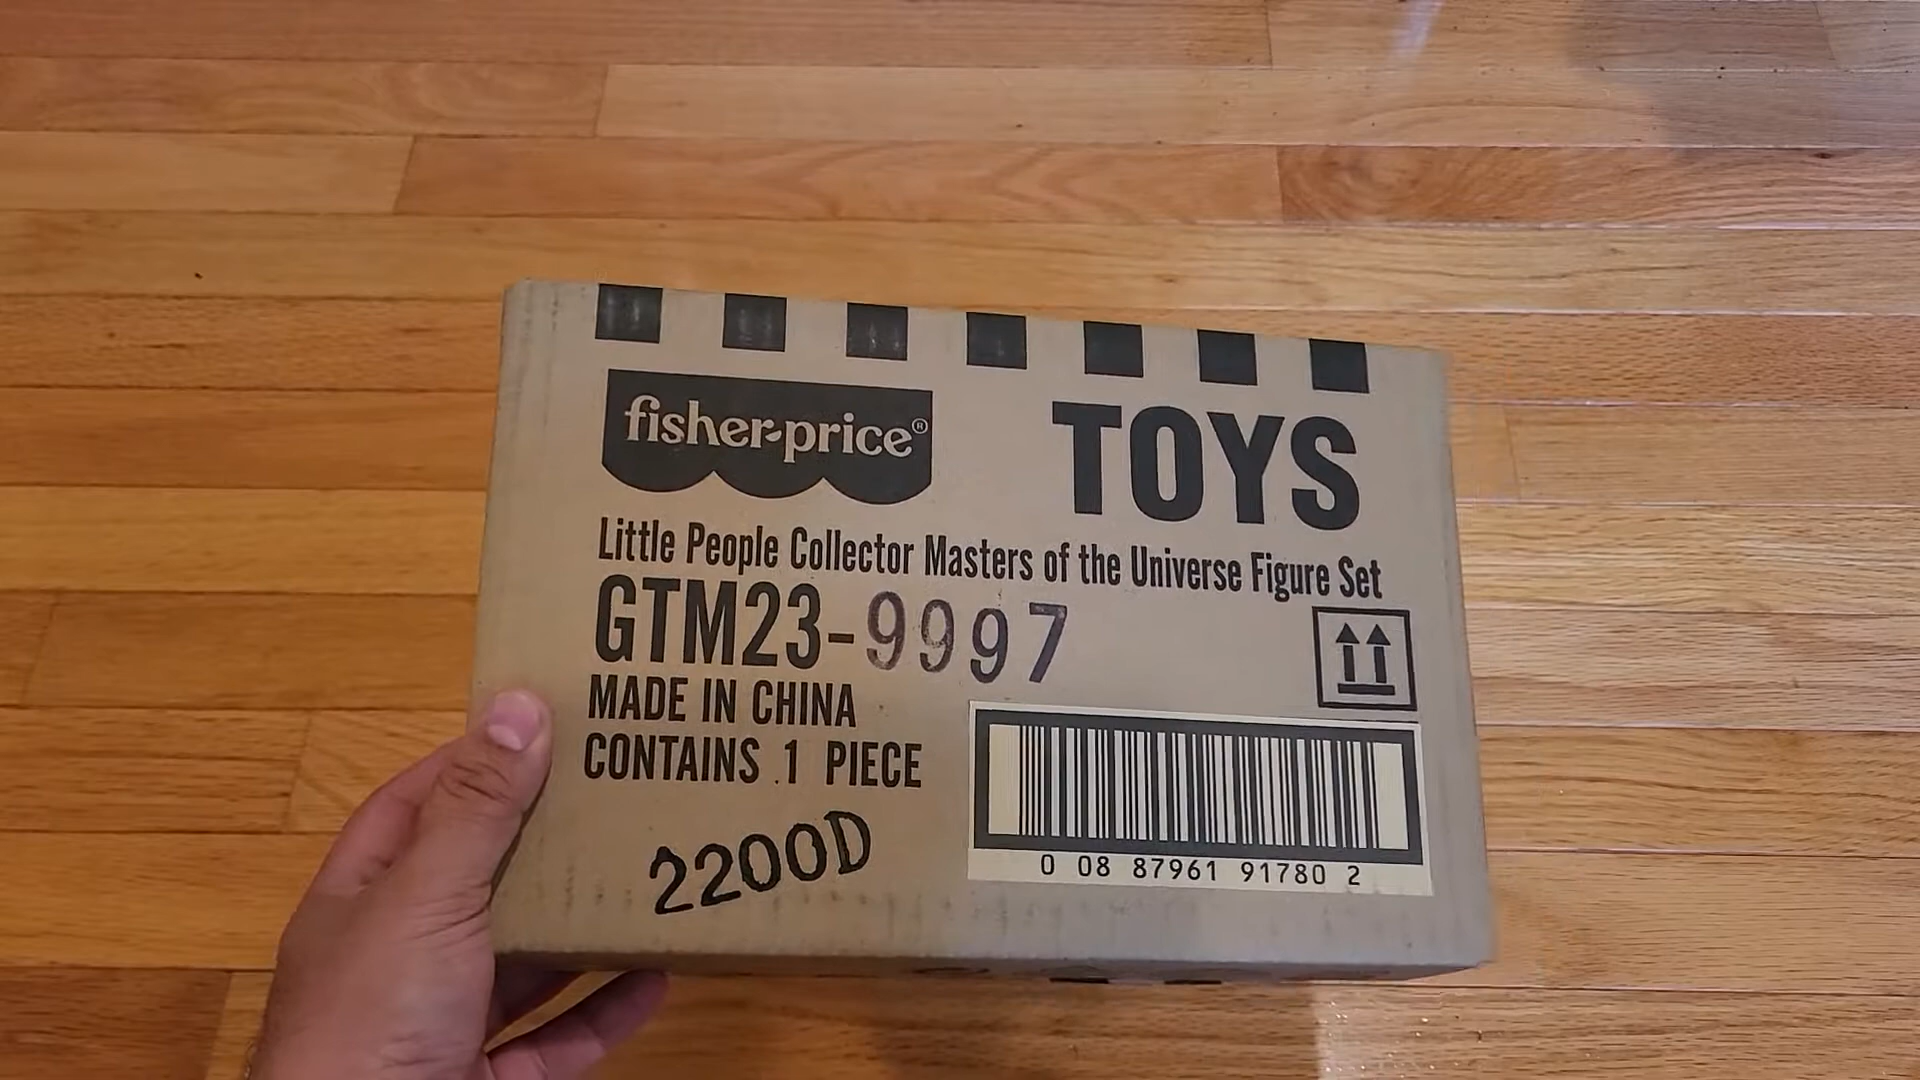 fisher-price®
TOYS
Little People Collector Masters of the Universe Figure Set
GTM23-9997
MADE IN CHINA
CONTAINS 1 PIECE
2200D
0 08 87961 91780 2